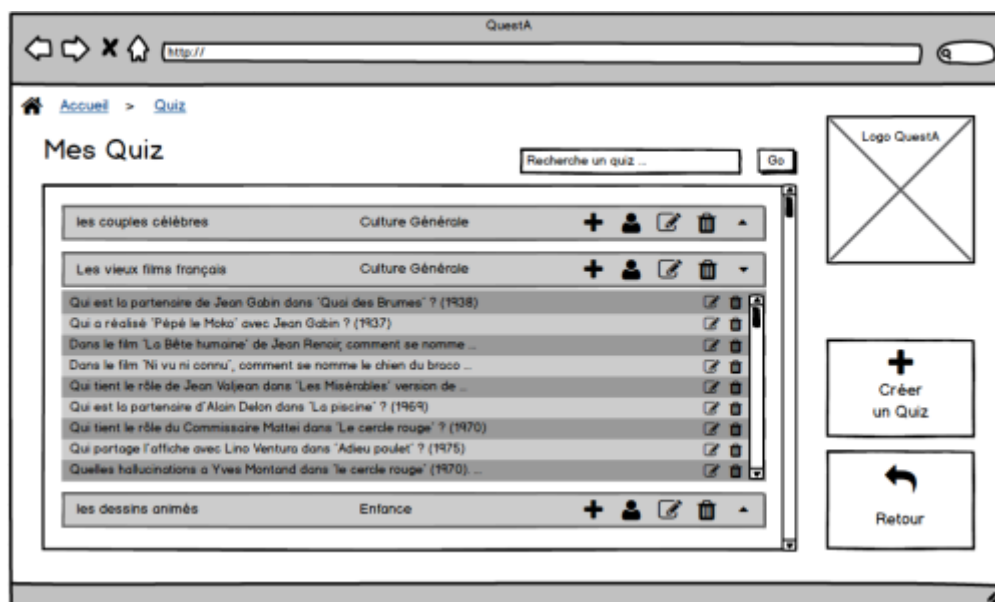 QuestA
http://
Accueil > Quiz
Mes Quiz
Recherche un quiz ...
Go
Logo QuestA
les couples célèbres Culture Générale
Les vieux films français Culture Générale
Qui est la partenaire de Jean Gabin dans "Quai des Brumes" ? (1938)
Qui a réalisé "Pépé le Moko" avec Jean Gabin ? (1937)
Dans le film "La Bête humaine" de Jean Renoir, comment se nomme ...
Dans le film "Ni vu ni connu", comment se nomme le chien du braco ...
Qui tient le rôle de Jean Valjean dans "Les Misérables" version de ...
Qui est la partenaire d'Alain Delon dans "La piscine" ? (1969)
Qui tient le rôle du Commissaire Mattei dans "Le cercle rouge" ? (1970)
Qui partage l'affiche avec Lino Ventura dans "Adieu poulet" ? (1975)
Quelles hallucinations a Yves Montand dans "le cercle rouge" (1970). ...
les dessins animés Enfance
Créer
un Quiz
Retour